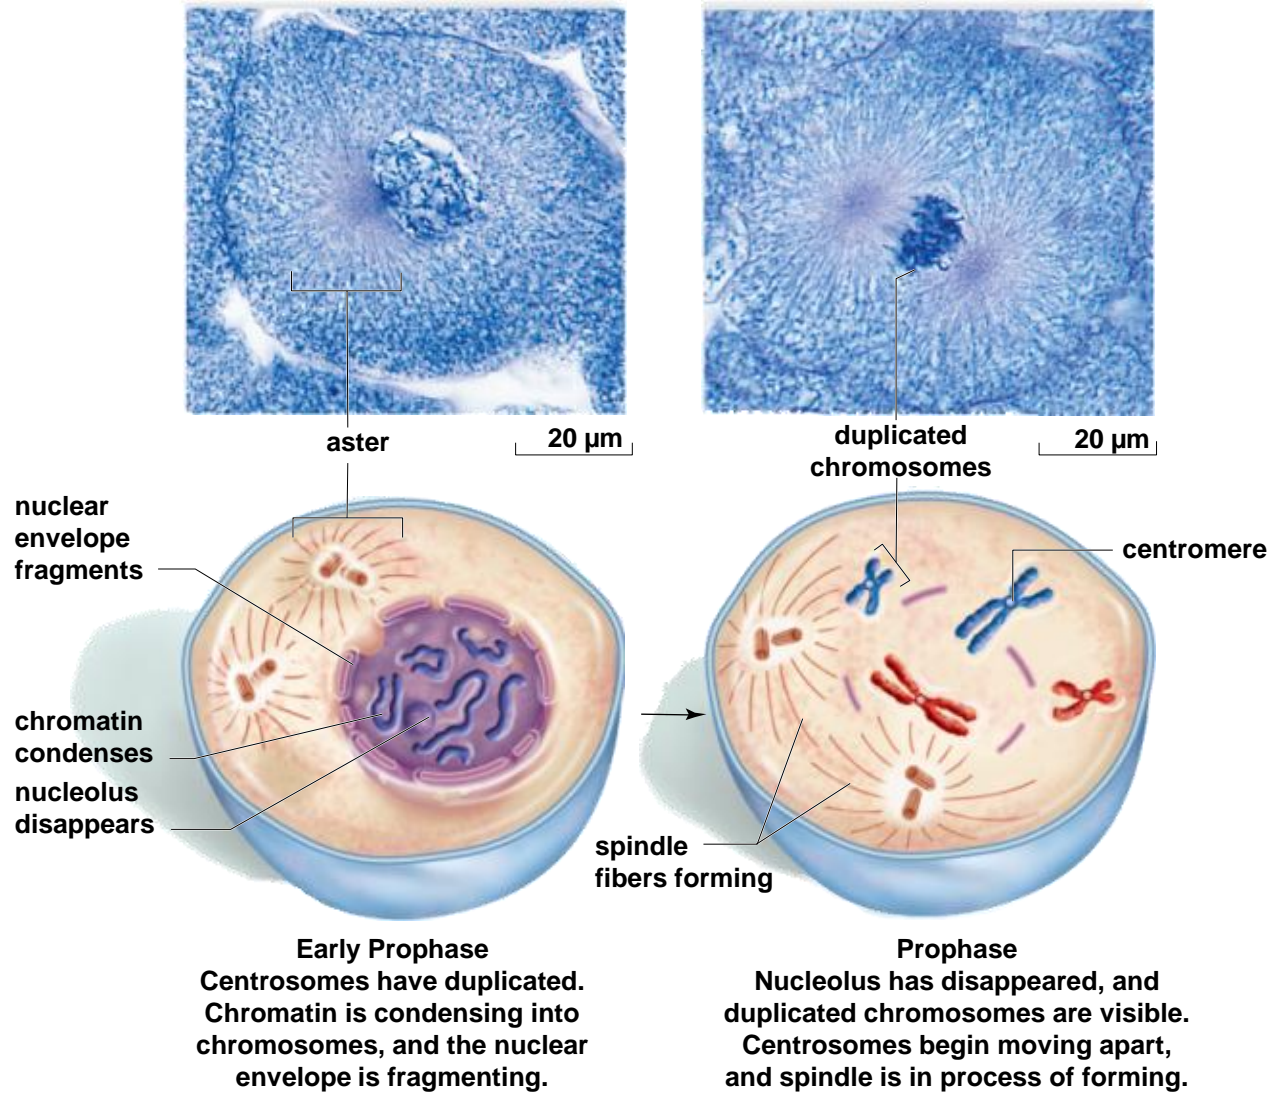 aster
20 µm
duplicated
chromosomes
20 µm
nuclear
envelope
fragments
centromere
chromatin
condenses
nucleolus
disappears
spindle
fibers forming
Early Prophase
Centrosomes have duplicated.
Chromatin is condensing into
chromosomes, and the nuclear
envelope is fragmenting.
Prophase
Nucleolus has disappeared, and
duplicated chromosomes are visible.
Centrosomes begin moving apart,
and spindle is in process of forming.